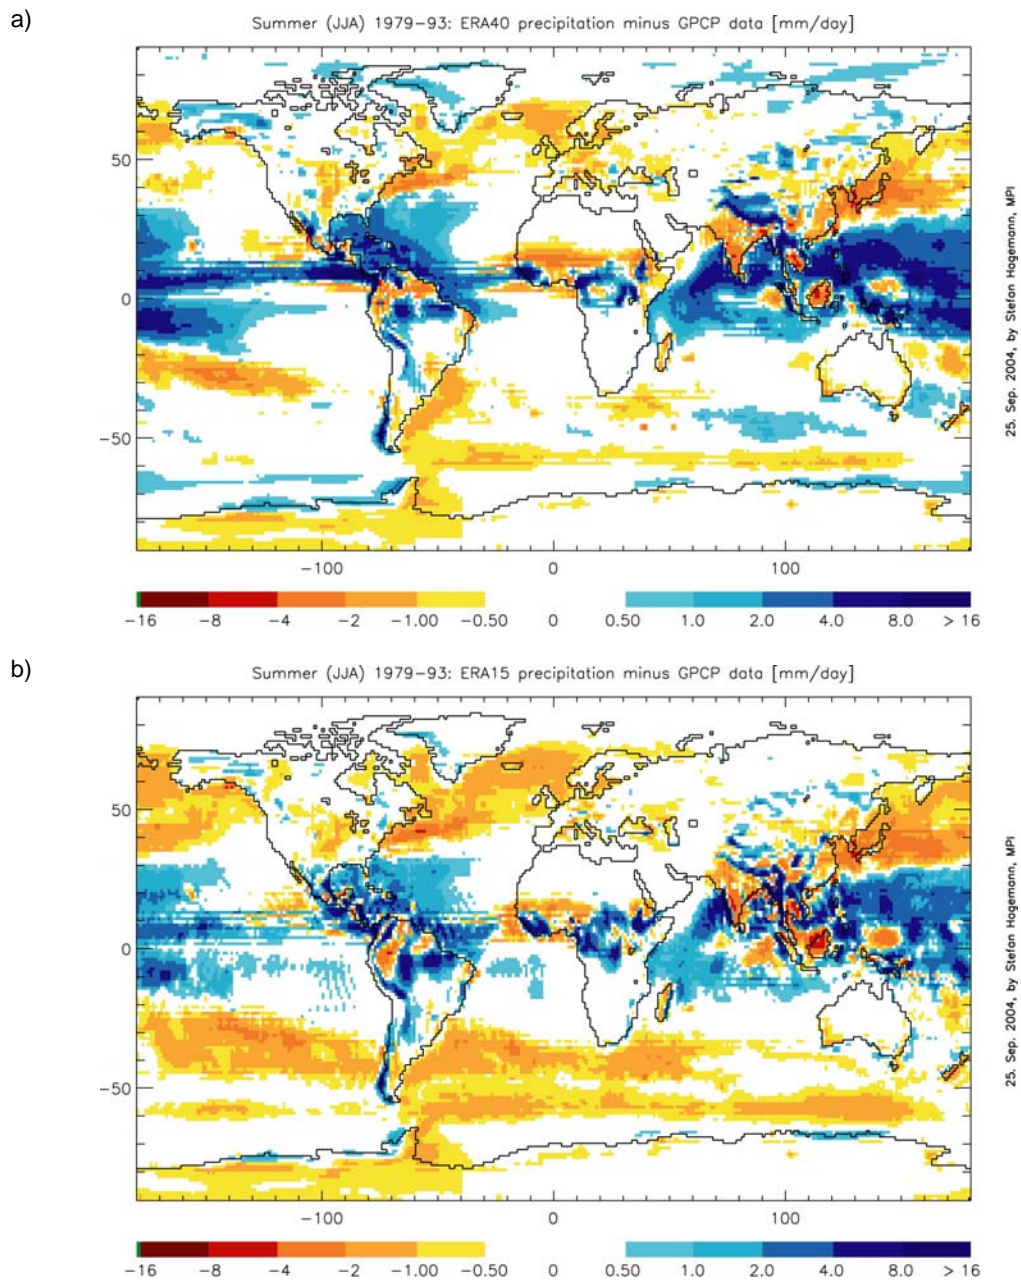 a)
Summer (JJA) 1979-93: ERA40 precipitation minus GPCP data [mm/day]
50
0
-50
-100
0
100
25. Sep. 2004, by Stefan Hagemann, MPI
-16 -8 -4 -2 -1.00 -0.50 0 0.50 1.0 2.0 4.0 8.0 > 16
b)
Summer (JJA) 1979-93: ERA15 precipitation minus GPCP data [mm/day]
50
0
-50
-100
0
100
25. Sep. 2004, by Stefan Hagemann, MPI
-16 -8 -4 -2 -1.00 -0.50 0 0.50 1.0 2.0 4.0 8.0 > 16